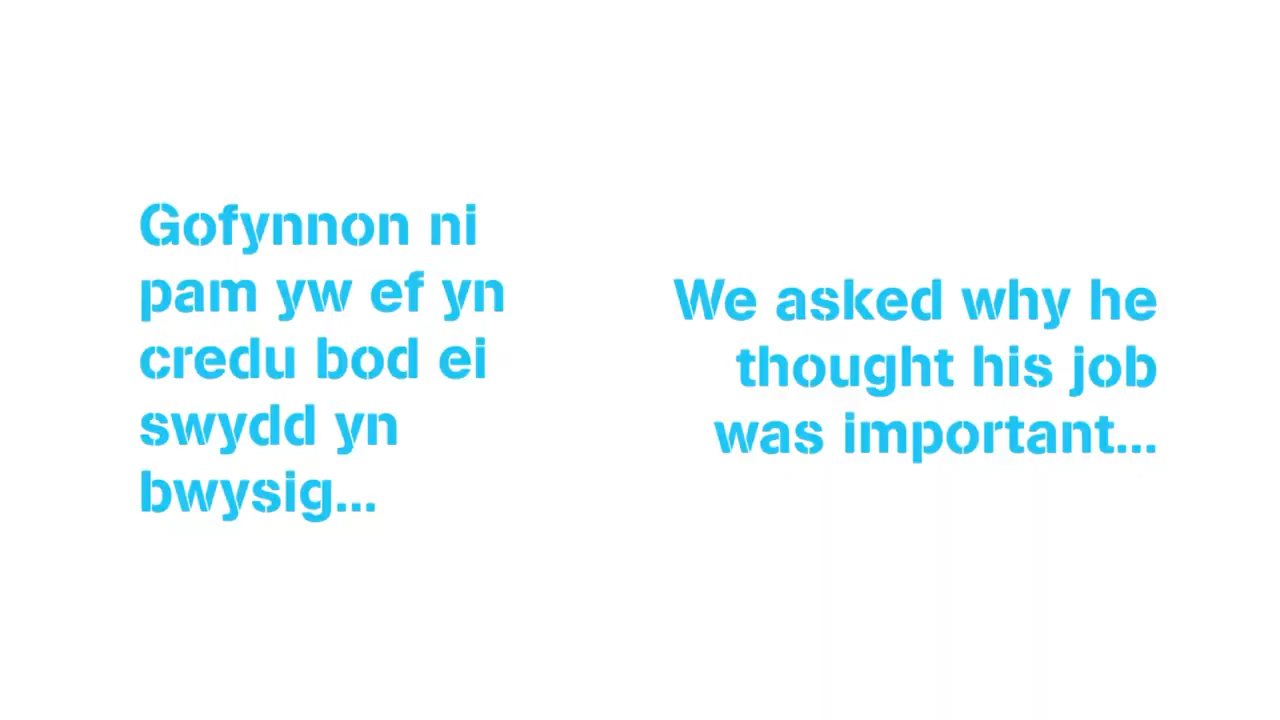 Gofynnon ni
pam yw ef yn
credu bod ei
swydd yn
bwysig...
We asked why he
thought his job
was important...